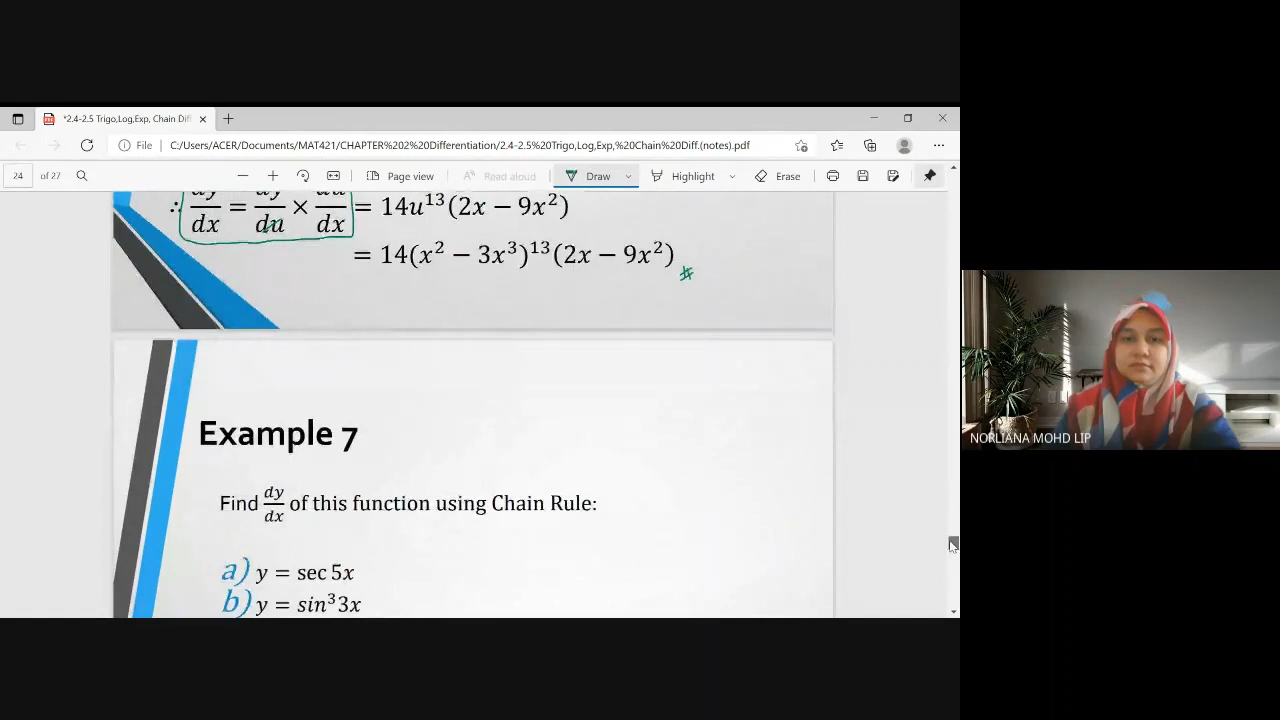 *2.4-2.5 Trigo,Log,Exp, Chain Dif
File C:/Users/ACER/Documents/MAT421/CHAPTER%202%20Differentiation/2.4-2.5%20Trigo,Log,Exp,%20Chain%20Diff.(notes).pdf
24 of 27 Page view Read aloud Draw Highlight Erase
∴ dy/dx = dy/du × du/dx = 14u¹³(2x − 9x²)
= 14(x² − 3x³)¹³(2x − 9x²)
Example 7
Find dy/dx of this function using Chain Rule:
a) y = sec 5x
b) y = sin³3x
NORLIANA MOHD LIP